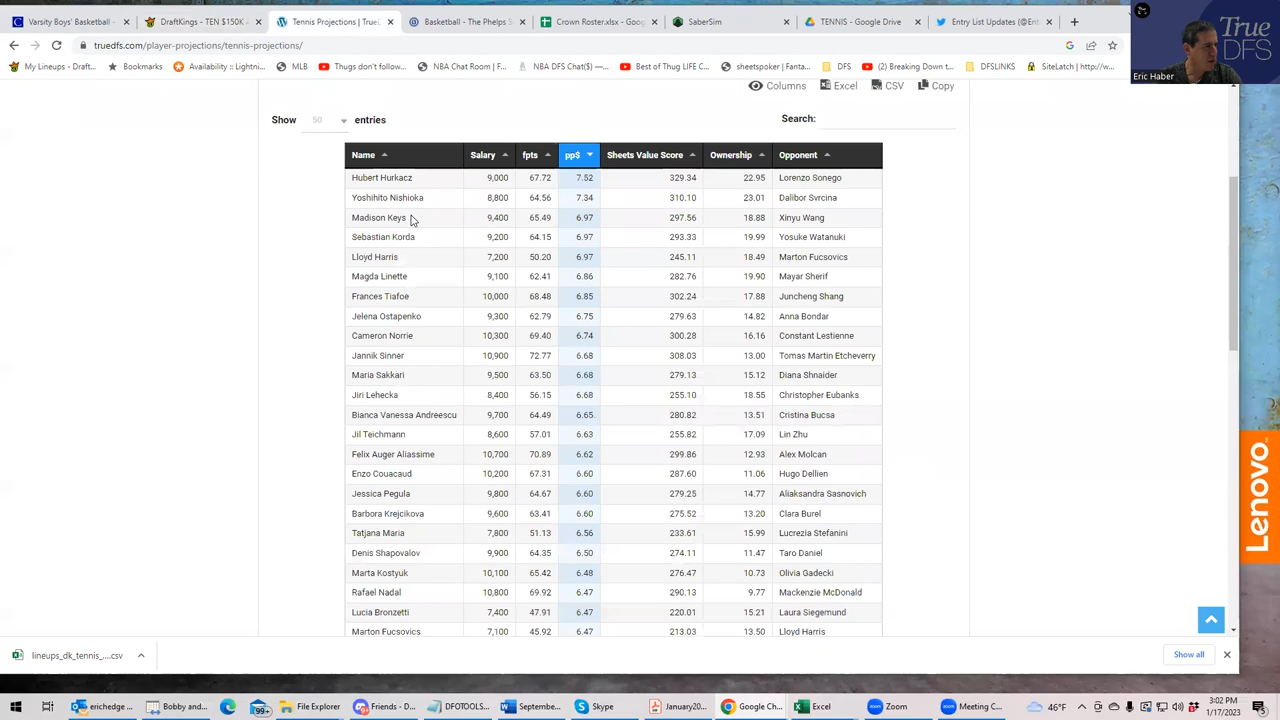 Varsity Boys' Basketball -
DraftKings - TEN $150K A
Tennis Projections | TrueD
Basketball - The Phelps S
Crown Roster.xlsx - Goog
SaberSim
TENNIS - Google Drive
Entry List Updates (@Ent
truedfs.com/player-projections/tennis-projections/
My Lineups - Draft...
Bookmarks
Availability :: Lightni...
MLB
Thugs don't follow...
NBA Chat Room | F...
NBA DFS Chat($) —...
Best of Thug LIFE C...
sheetspoker | Fanta...
DFS
(2) Breaking Down t...
DFSLINKS
SiteLatch | http://w...
True
DFS
Eric Haber
Columns Excel CSV Copy
Show 50 entries Search:
Name Salary fpts pp$ Sheets Value Score Ownership Opponent
Hubert Hurkacz 9,000 67.72 7.52 329.34 22.95 Lorenzo Sonego
Yoshihito Nishioka 8,800 64.56 7.34 310.10 23.01 Dalibor Svrcina
Madison Keys 9,400 65.49 6.97 297.56 18.88 Xinyu Wang
Sebastian Korda 9,200 64.15 6.97 293.33 19.99 Yosuke Watanuki
Lloyd Harris 7,200 50.20 6.97 245.11 18.49 Marton Fucsovics
Magda Linette 9,100 62.41 6.86 282.76 19.90 Mayar Sherif
Frances Tiafoe 10,000 68.48 6.85 302.24 17.88 Juncheng Shang
Jelena Ostapenko 9,300 62.79 6.75 279.63 14.82 Anna Bondar
Cameron Norrie 10,300 69.40 6.74 300.28 16.16 Constant Lestienne
Jannik Sinner 10,900 72.77 6.68 308.03 13.00 Tomas Martin Etcheverry
Maria Sakkari 9,500 63.50 6.68 279.13 15.12 Diana Shnaider
Jiri Lehecka 8,400 56.15 6.68 255.10 18.55 Christopher Eubanks
Bianca Vanessa Andreescu 9,700 64.49 6.65 280.82 13.51 Cristina Bucsa
Jil Teichmann 8,600 57.01 6.63 255.82 17.09 Lin Zhu
Felix Auger Aliassime 10,700 70.89 6.62 299.86 12.93 Alex Molcan
Enzo Couacaud 10,200 67.31 6.60 287.60 11.06 Hugo Dellien
Jessica Pegula 9,800 64.67 6.60 279.25 14.77 Aliaksandra Sasnovich
Barbora Krejcikova 9,600 63.41 6.60 275.52 13.20 Clara Burel
Tatjana Maria 7,800 51.13 6.56 233.61 15.99 Lucrezia Stefanini
Denis Shapovalov 9,900 64.35 6.50 274.11 11.47 Taro Daniel
Marta Kostyuk 10,100 65.42 6.48 276.47 10.73 Olivia Gadecki
Rafael Nadal 10,800 69.92 6.47 290.13 9.77 Mackenzie McDonald
Lucia Bronzetti 7,400 47.91 6.47 220.01 15.21 Laura Siegemund
Marton Fucsovics 7,100 45.92 6.47 213.03 13.50 Lloyd Harris
Lenovo
lineups_dk_tennis_....csv
Show all
erichedge
Bobby and ...
99+
File Explorer
Friends - D...
DFOTOOLS...
Septembe...
Skype
January20...
Google Ch...
Excel
Zoom
Meeting C...
46°F
3:02 PM
1/17/2023